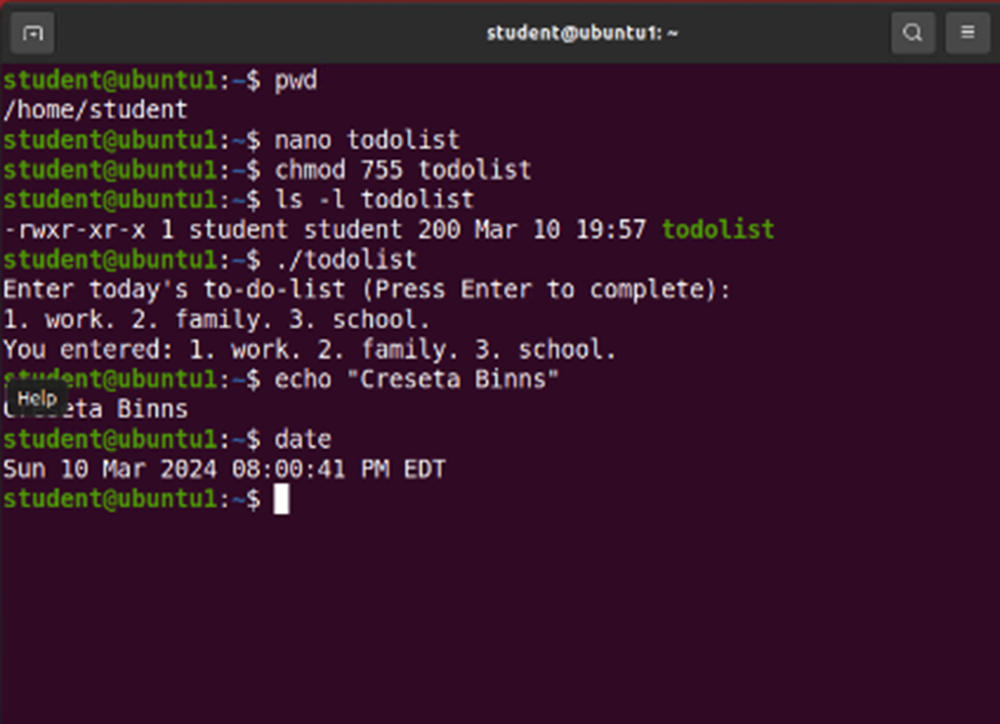 student@ubuntu1: ~
student@ubuntu1:~$ pwd
/home/student
student@ubuntu1:~$ nano todolist
student@ubuntu1:~$ chmod 755 todolist
student@ubuntu1:~$ ls -l todolist
-rwxr-xr-x 1 student student 200 Mar 10 19:57 todolist
student@ubuntu1:~$ ./todolist
Enter today's to-do-list (Press Enter to complete):
1. work. 2. family. 3. school.
You entered: 1. work. 2. family. 3. school.
student@ubuntu1:~$ echo "Creseta Binns"
Help
Creseta Binns
student@ubuntu1:~$ date
Sun 10 Mar 2024 08:00:41 PM EDT
student@ubuntu1:~$